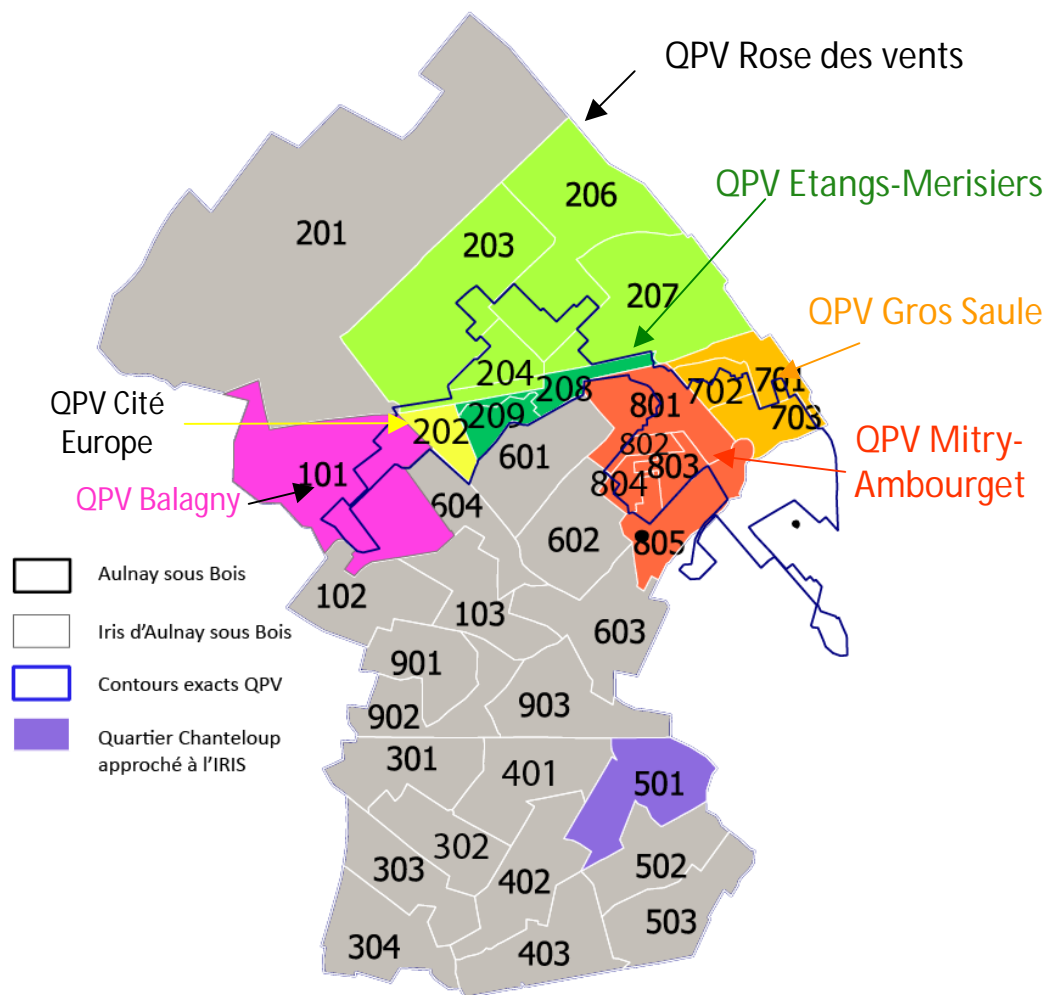 QPV Rose des vents
QPV Etangs-Merisiers
206
201
203
207
QPV Gros Saule
204
701
208
702
QPV Cité
Europe
801
209
703
202
802
QPV Mitry-
Ambourget
601
803
101
804
QPV Balagny
604
602
805
Aulnay sous Bois
102
103
Iris d'Aulnay sous Bois
603
901
Contours exacts QPV
903
902
Quartier Chanteloup
approché à l'IRIS
301
401
501
302
303
502
402
503
304
403